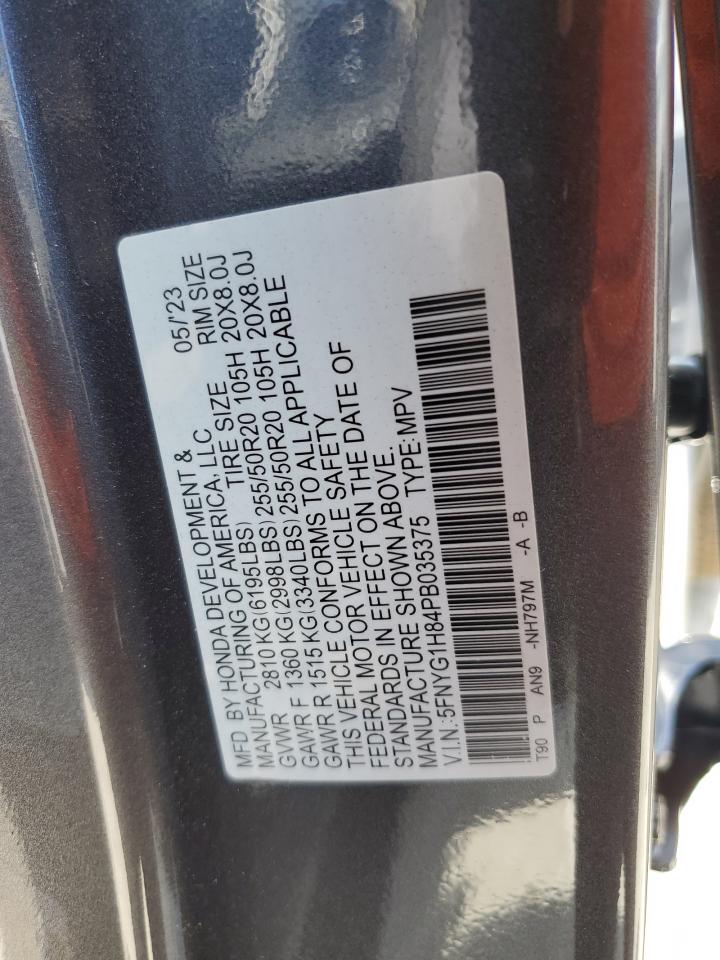 MFD BY HONDA DEVELOPMENT & 05/'23
MANUFACTURING OF AMERICA, LLC
TIRE SIZE RIM SIZE
GVWR 2810 KG(6195LBS)
GAWR F 1360 KG(2998LBS) 255/50R20 105H 20X8.0J
GAWR R 1515 KG(3340LBS) 255/50R20 105H 20X8.0J
THIS VEHICLE CONFORMS TO ALL APPLICABLE
FEDERAL MOTOR VEHICLE SAFETY
STANDARDS IN EFFECT ON THE DATE OF
MANUFACTURE SHOWN ABOVE.
V.I.N.:5FNYG1H84PB035375 TYPE:MPV
T90 P AN9 -NH797M -A -B